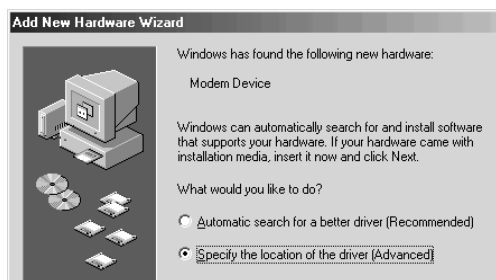 Add New Hardware Wizard
Windows has found the following new hardware:
Modem Device
Windows can automatically search for and install software
that supports your hardware. If your hardware came with
installation media, insert it now and click Next.
What would you like to do?
Automatic search for a better driver (Recommended)
Specify the location of the driver (Advanced)